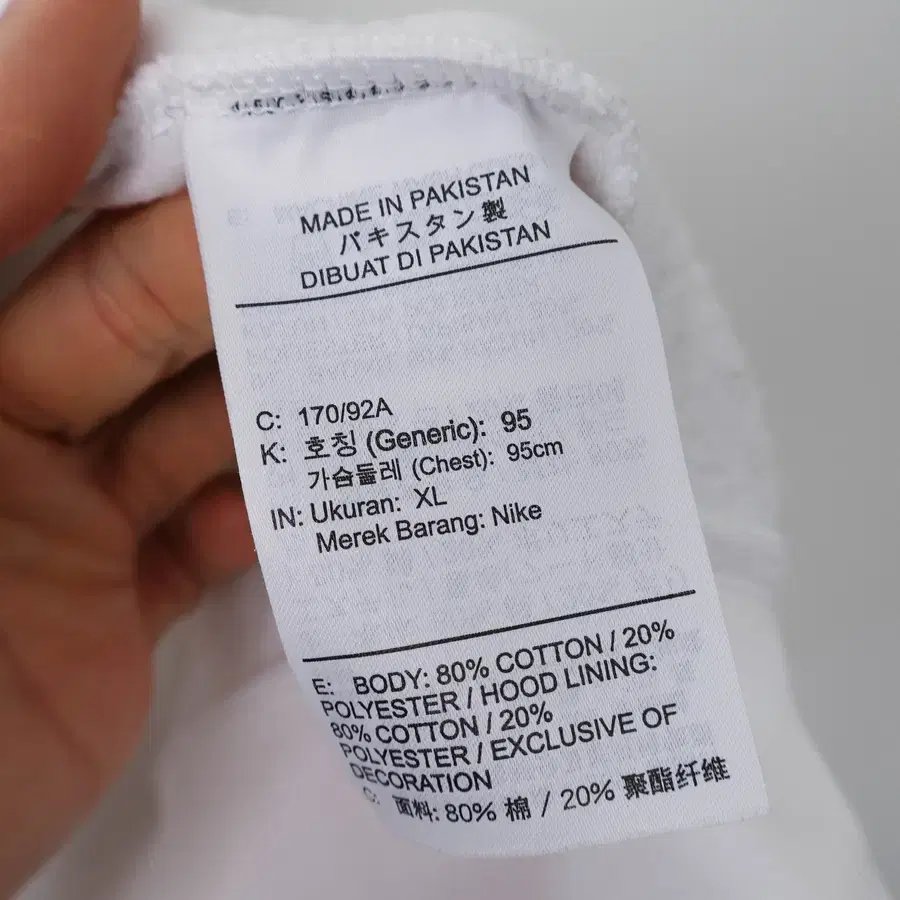 MADE IN PAKISTAN
パキスタン製
DIBUAT DI PAKISTAN
C: 170/92A
K: 호칭 (Generic): 95
가슴둘레 (Chest): 95cm
IN: Ukuran: XL
Merek Barang: Nike
E: BODY: 80% COTTON / 20%
POLYESTER / HOOD LINING:
80% COTTON / 20%
POLYESTER / EXCLUSIVE OF
DECORATION
C: 面料: 80% 棉 / 20% 聚酯纤维